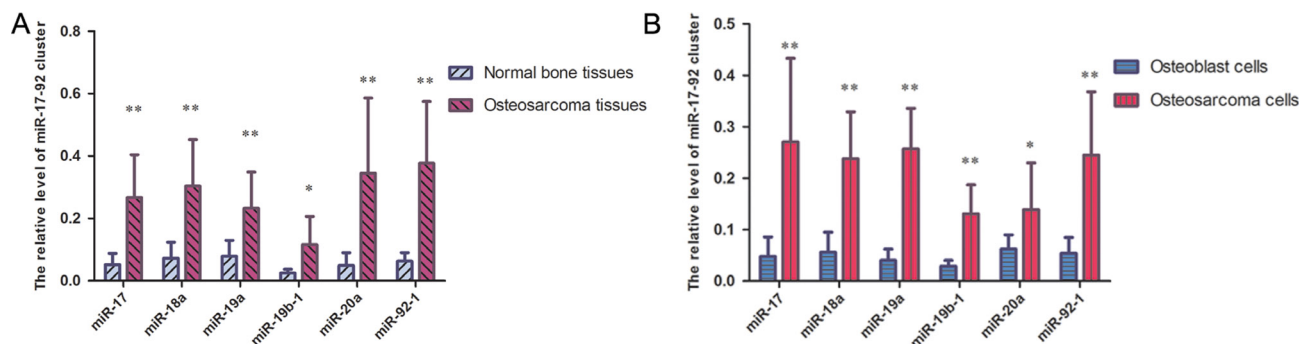 A
The relative level of miR-17-92 cluster
0.8
0.6
0.4
0.2
0.0
**
**
**
*
**
**
miR-17
miR-18a
miR-19a
miR-19b-1
miR-20a
miR-92-1
Normal bone tissues
Osteosarcoma tissues
B
The relative level of miR-17-92 cluster
0.5
0.4
0.3
0.2
0.1
0.0
**
**
**
**
*
**
miR-17
miR-18a
miR-19a
miR-19b-1
miR-20a
miR-92-1
Osteoblast cells
Osteosarcoma cells